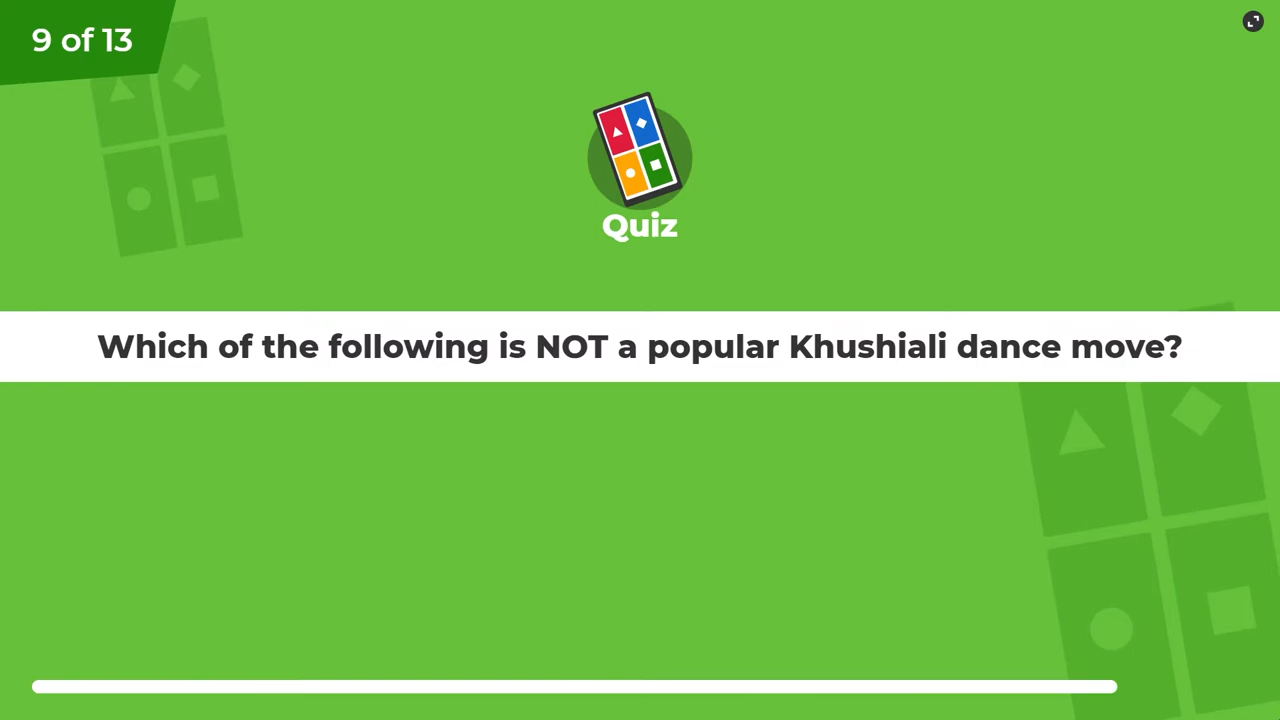 9 of 13
Quiz
Which of the following is NOT a popular Khushiali dance move?